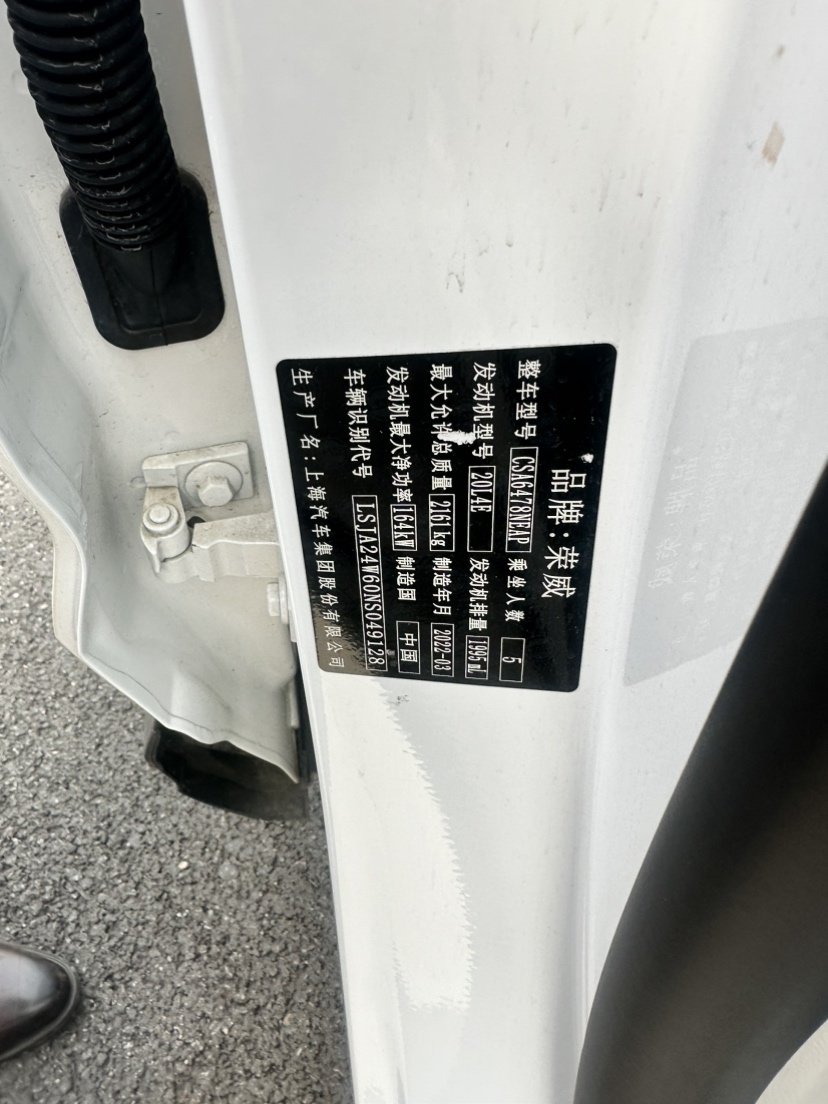 品牌:荣威
整车型号 CSA6478NEAP 乘坐人数 5
发动机型号 20L4E 发动机排量 1995mL
最大允许总质量 2161kg 制造年月 2022-03
发动机最大净功率 164kW 制造国 中国
车辆识别代号 LSJA24W60NS049128
生产厂名:上海汽车集团股份有限公司